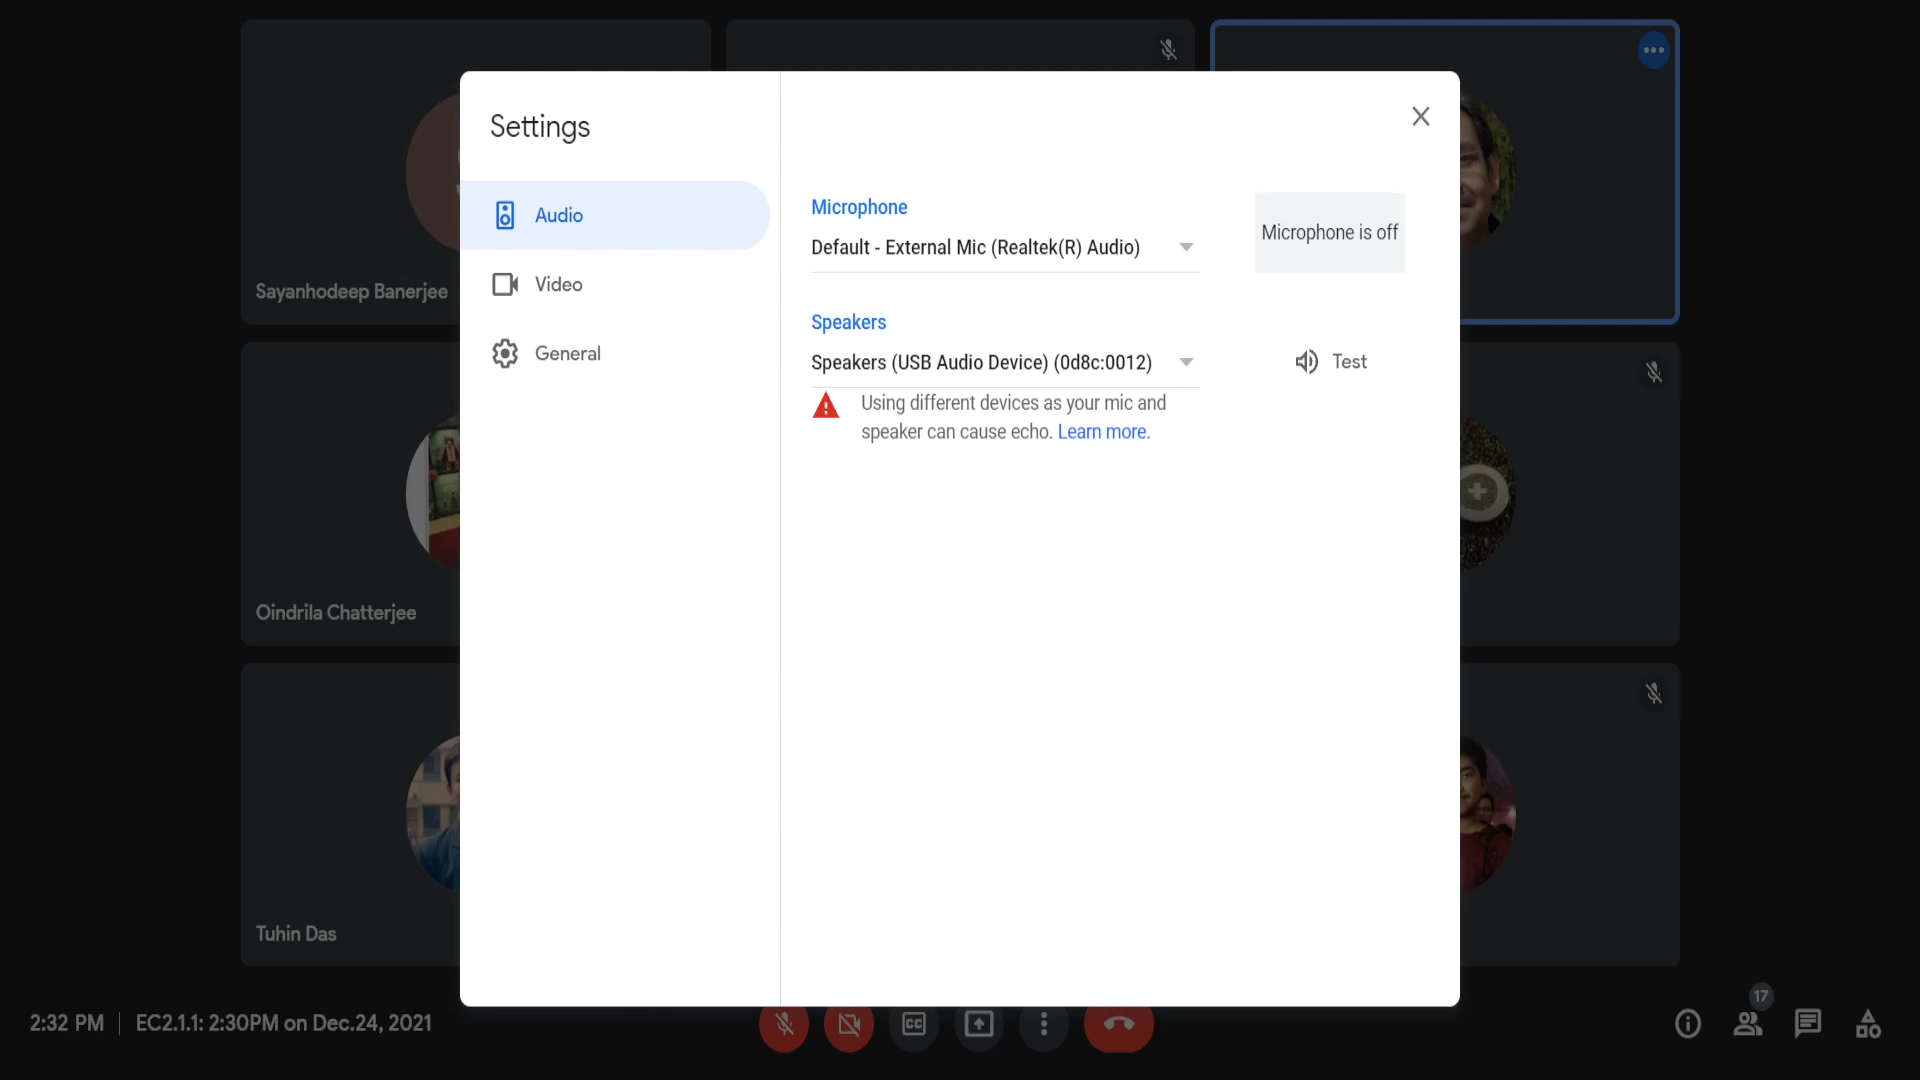 Settings
Audio
Video
General
Microphone
Default - External Mic (Realtek(R) Audio)
Microphone is off
Speakers
Speakers (USB Audio Device) (0d8c:0012)
Test
Using different devices as your mic and
speaker can cause echo. Learn more.
Sayanhodeep Banerjee
Oindrila Chatterjee
Tuhin Das
2:32 PM
EC2.1.1: 2:30PM on Dec.24, 2021
CC
17